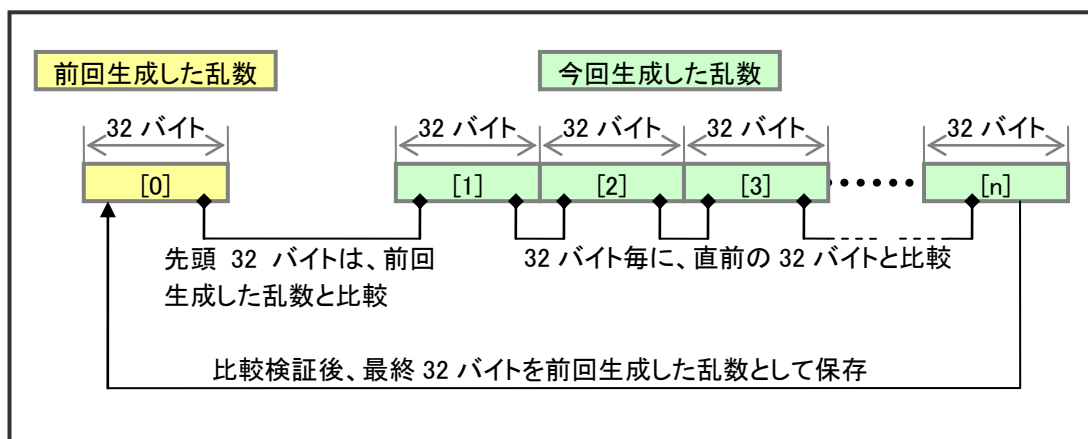 前回生成した乱数
今回生成した乱数
32 バイト
32 バイト
32 バイト
32 バイト
32 バイト
[0]
[1]
[2]
[3]
[n]
先頭 32 バイトは、前回
生成した乱数と比較
32 バイト毎に、直前の 32 バイトと比較
比較検証後、最終 32 バイトを前回生成した乱数として保存